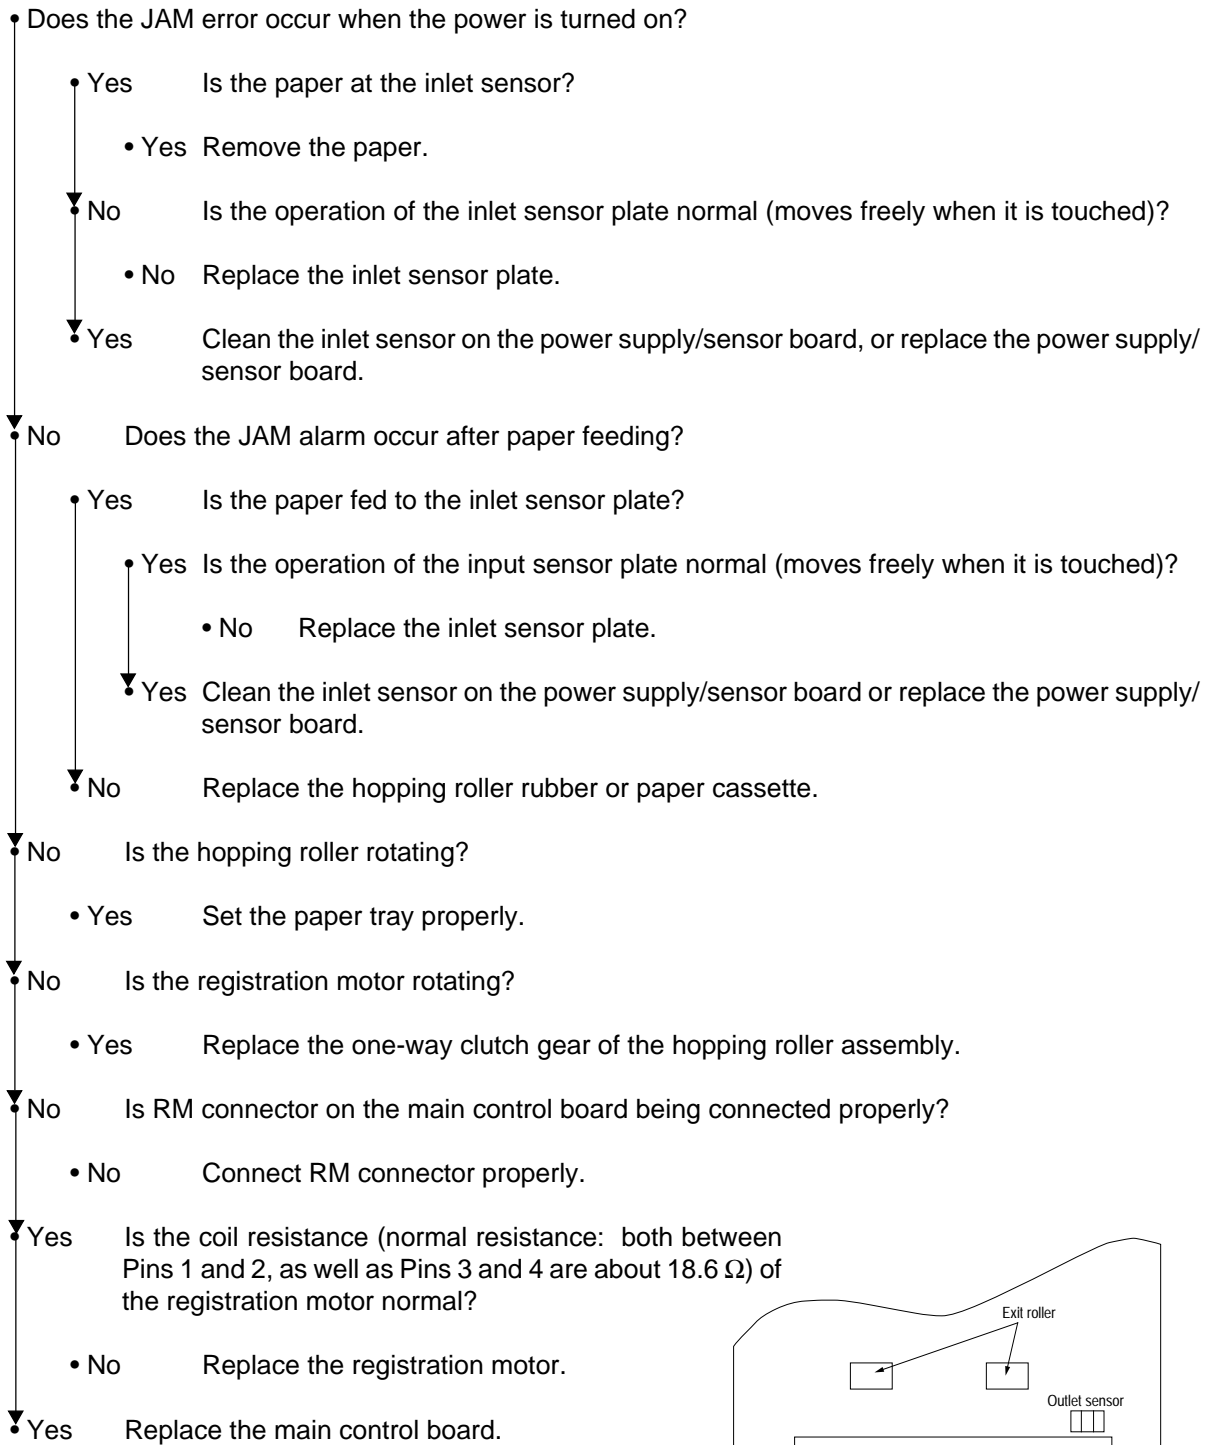 • Does the JAM error occur when the power is turned on?
• Yes Is the paper at the inlet sensor?
• Yes Remove the paper.
• No Is the operation of the inlet sensor plate normal (moves freely when it is touched)?
• No Replace the inlet sensor plate.
• Yes Clean the inlet sensor on the power supply/sensor board, or replace the power supply/
sensor board.
• No Does the JAM alarm occur after paper feeding?
• Yes Is the paper fed to the inlet sensor plate?
• Yes Is the operation of the input sensor plate normal (moves freely when it is touched)?
• No Replace the inlet sensor plate.
• Yes Clean the inlet sensor on the power supply/sensor board or replace the power supply/
sensor board.
• No Replace the hopping roller rubber or paper cassette.
• No Is the hopping roller rotating?
• Yes Set the paper tray properly.
• No Is the registration motor rotating?
• Yes Replace the one-way clutch gear of the hopping roller assembly.
• No Is RM connector on the main control board being connected properly?
• No Connect RM connector properly.
• Yes Is the coil resistance (normal resistance: both between
Pins 1 and 2, as well as Pins 3 and 4 are about 18.6 Ω) of
the registration motor normal?
• No Replace the registration motor.
• Yes Replace the main control board.
Exit roller
Outlet sensor